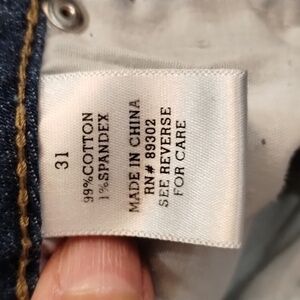 31
99%COTTON
1%SPANDEX
MADE IN CHINA
RN# 89302
SEE REVERSE
FOR CARE